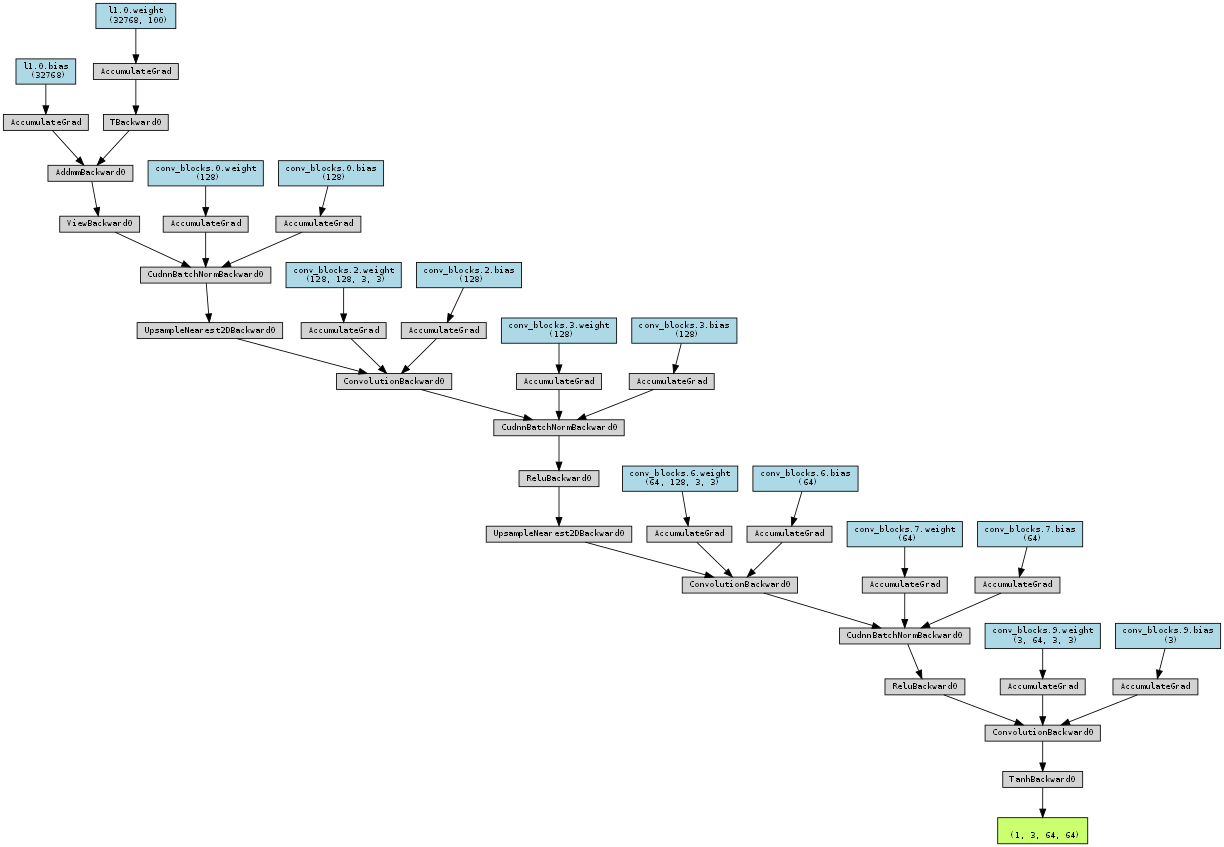 l1.0.weight
(32768, 100)
l1.0.bias
(32768)
AccumulateGrad
AccumulateGrad
TBackward0
AddmmBackward0
conv_blocks.0.weight
(128)
conv_blocks.0.bias
(128)
ViewBackward0
AccumulateGrad
AccumulateGrad
CudnnBatchNormBackward0
conv_blocks.2.weight
(128, 128, 3, 3)
conv_blocks.2.bias
(128)
UpsampleNearest2DBackward0
AccumulateGrad
AccumulateGrad
conv_blocks.3.weight
(128)
conv_blocks.3.bias
(128)
ConvolutionBackward0
AccumulateGrad
AccumulateGrad
CudnnBatchNormBackward0
ReluBackward0
conv_blocks.6.weight
(64, 128, 3, 3)
conv_blocks.6.bias
(64)
UpsampleNearest2DBackward0
AccumulateGrad
AccumulateGrad
conv_blocks.7.weight
(64)
conv_blocks.7.bias
(64)
ConvolutionBackward0
AccumulateGrad
AccumulateGrad
CudnnBatchNormBackward0
conv_blocks.9.weight
(3, 64, 3, 3)
conv_blocks.9.bias
(3)
ReluBackward0
AccumulateGrad
AccumulateGrad
ConvolutionBackward0
TanhBackward0
(1, 3, 64, 64)